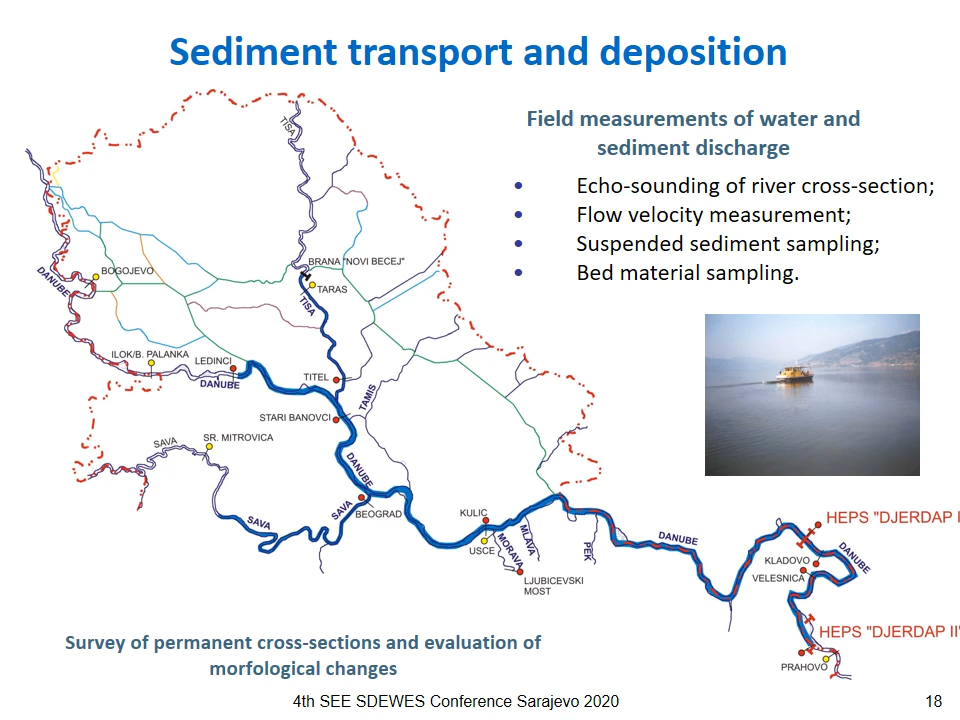 Sediment transport and deposition
Field measurements of water and
sediment discharge
• Echo-sounding of river cross-section;
• Flow velocity measurement;
• Suspended sediment sampling;
• Bed material sampling.
TISA
BRANA "NOVI BECEJ"
BOGOJEVO
DANUBE
TARAS
TISA
ILOK/B. PALANKA
LEDINCI
DANUBE
TITEL
TAMIS
STARI BANOVCI
SAVA
SR. MITROVICA
DANUBE
SAVA
SAVA
BEOGRAD
KULIC
USCE
MORAVA
MLAVA
PEK
DANUBE
LJUBICEVSKI
MOST
HEPS "DJERDAP I
KLADOVO
DANUBE
VELESNICA
HEPS "DJERDAP II"
PRAHOVO
Survey of permanent cross-sections and evaluation of
morfological changes
4th SEE SDEWES Conference Sarajevo 2020
18